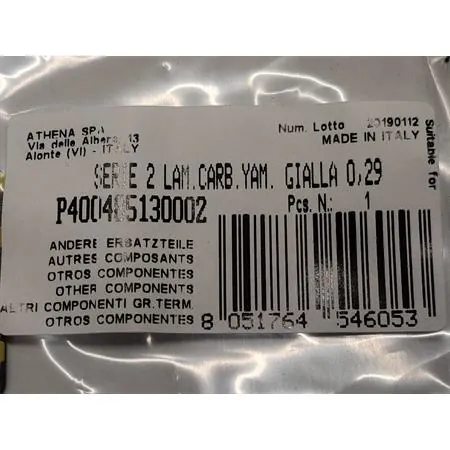 ATHENA SPA
Via delle Albere, 13
Alonte (VI) - ITALY
Num. Lotto 20190112
MADE IN ITALY
Suitable for
SERIE 2 LAM.CARB.YAM. GIALLA 0,29
P400485130002
Pcs. N.: 1
ANDERE ERSATZTEILE
AUTRES COMPOSANTS
OTROS COMPONENTES
OTHER COMPONENTES
ALTRI COMPONENTI GR.TERM.
OTROS COMPONENTES
8 051764 546053